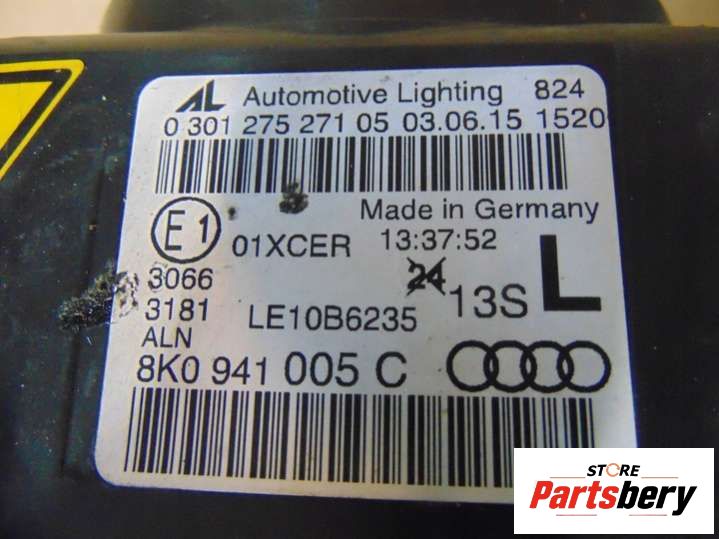 AL Automotive Lighting 824
0 301 275 271 05 03.06.15 1520
Made in Germany
E1 01XCER 13:37:52
24
3066
3181 LE10B6235 13S L
ALN
8K0 941 005 C
STORE
Partsbery